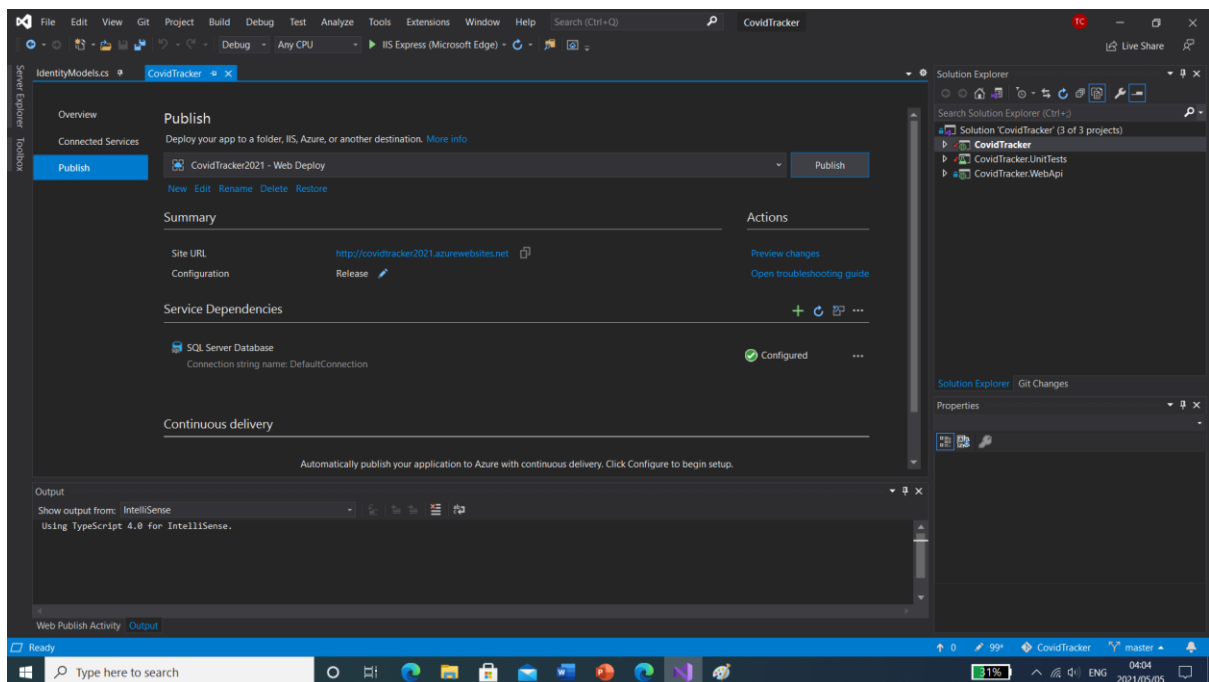 File Edit View Git Project Build Debug Test Analyze Tools Extensions Window Help Search (Ctrl+Q) CovidTracker TC
Debug Any CPU IIS Express (Microsoft Edge) Live Share
Server Explorer
Toolbox
IdentityModels.cs CovidTracker
Overview
Connected Services
Publish
Publish
Deploy your app to a folder, IIS, Azure, or another destination. More info
CovidTracker2021 - Web Deploy Publish
New Edit Rename Delete Restore
Summary Actions
Site URL http://covidtracker2021.azurewebsites.net Preview changes
Configuration Release Open troubleshooting guide
Service Dependencies
SQL Server Database
Connection string name: DefaultConnection
Configured
Continuous delivery
Automatically publish your application to Azure with continuous delivery. Click Configure to begin setup.
Solution Explorer
Search Solution Explorer (Ctrl+;)
Solution 'CovidTracker' (3 of 3 projects)
CovidTracker
CovidTracker.UnitTests
CovidTracker.WebApi
Solution Explorer Git Changes
Properties
Output
Show output from: IntelliSense
Using TypeScript 4.0 for IntelliSense.
Web Publish Activity Output
Ready 0 99+ CovidTracker master
Type here to search 31% ENG 04:04
2021/05/05